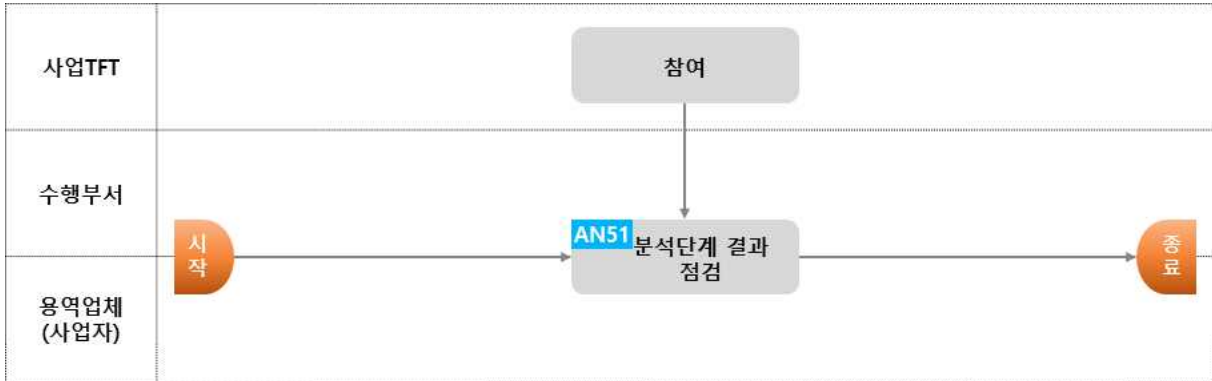 사업TFT
참여
수행부서
시
작
AN51
분석단계 결과
점검
종
료
용역업체
(사업자)